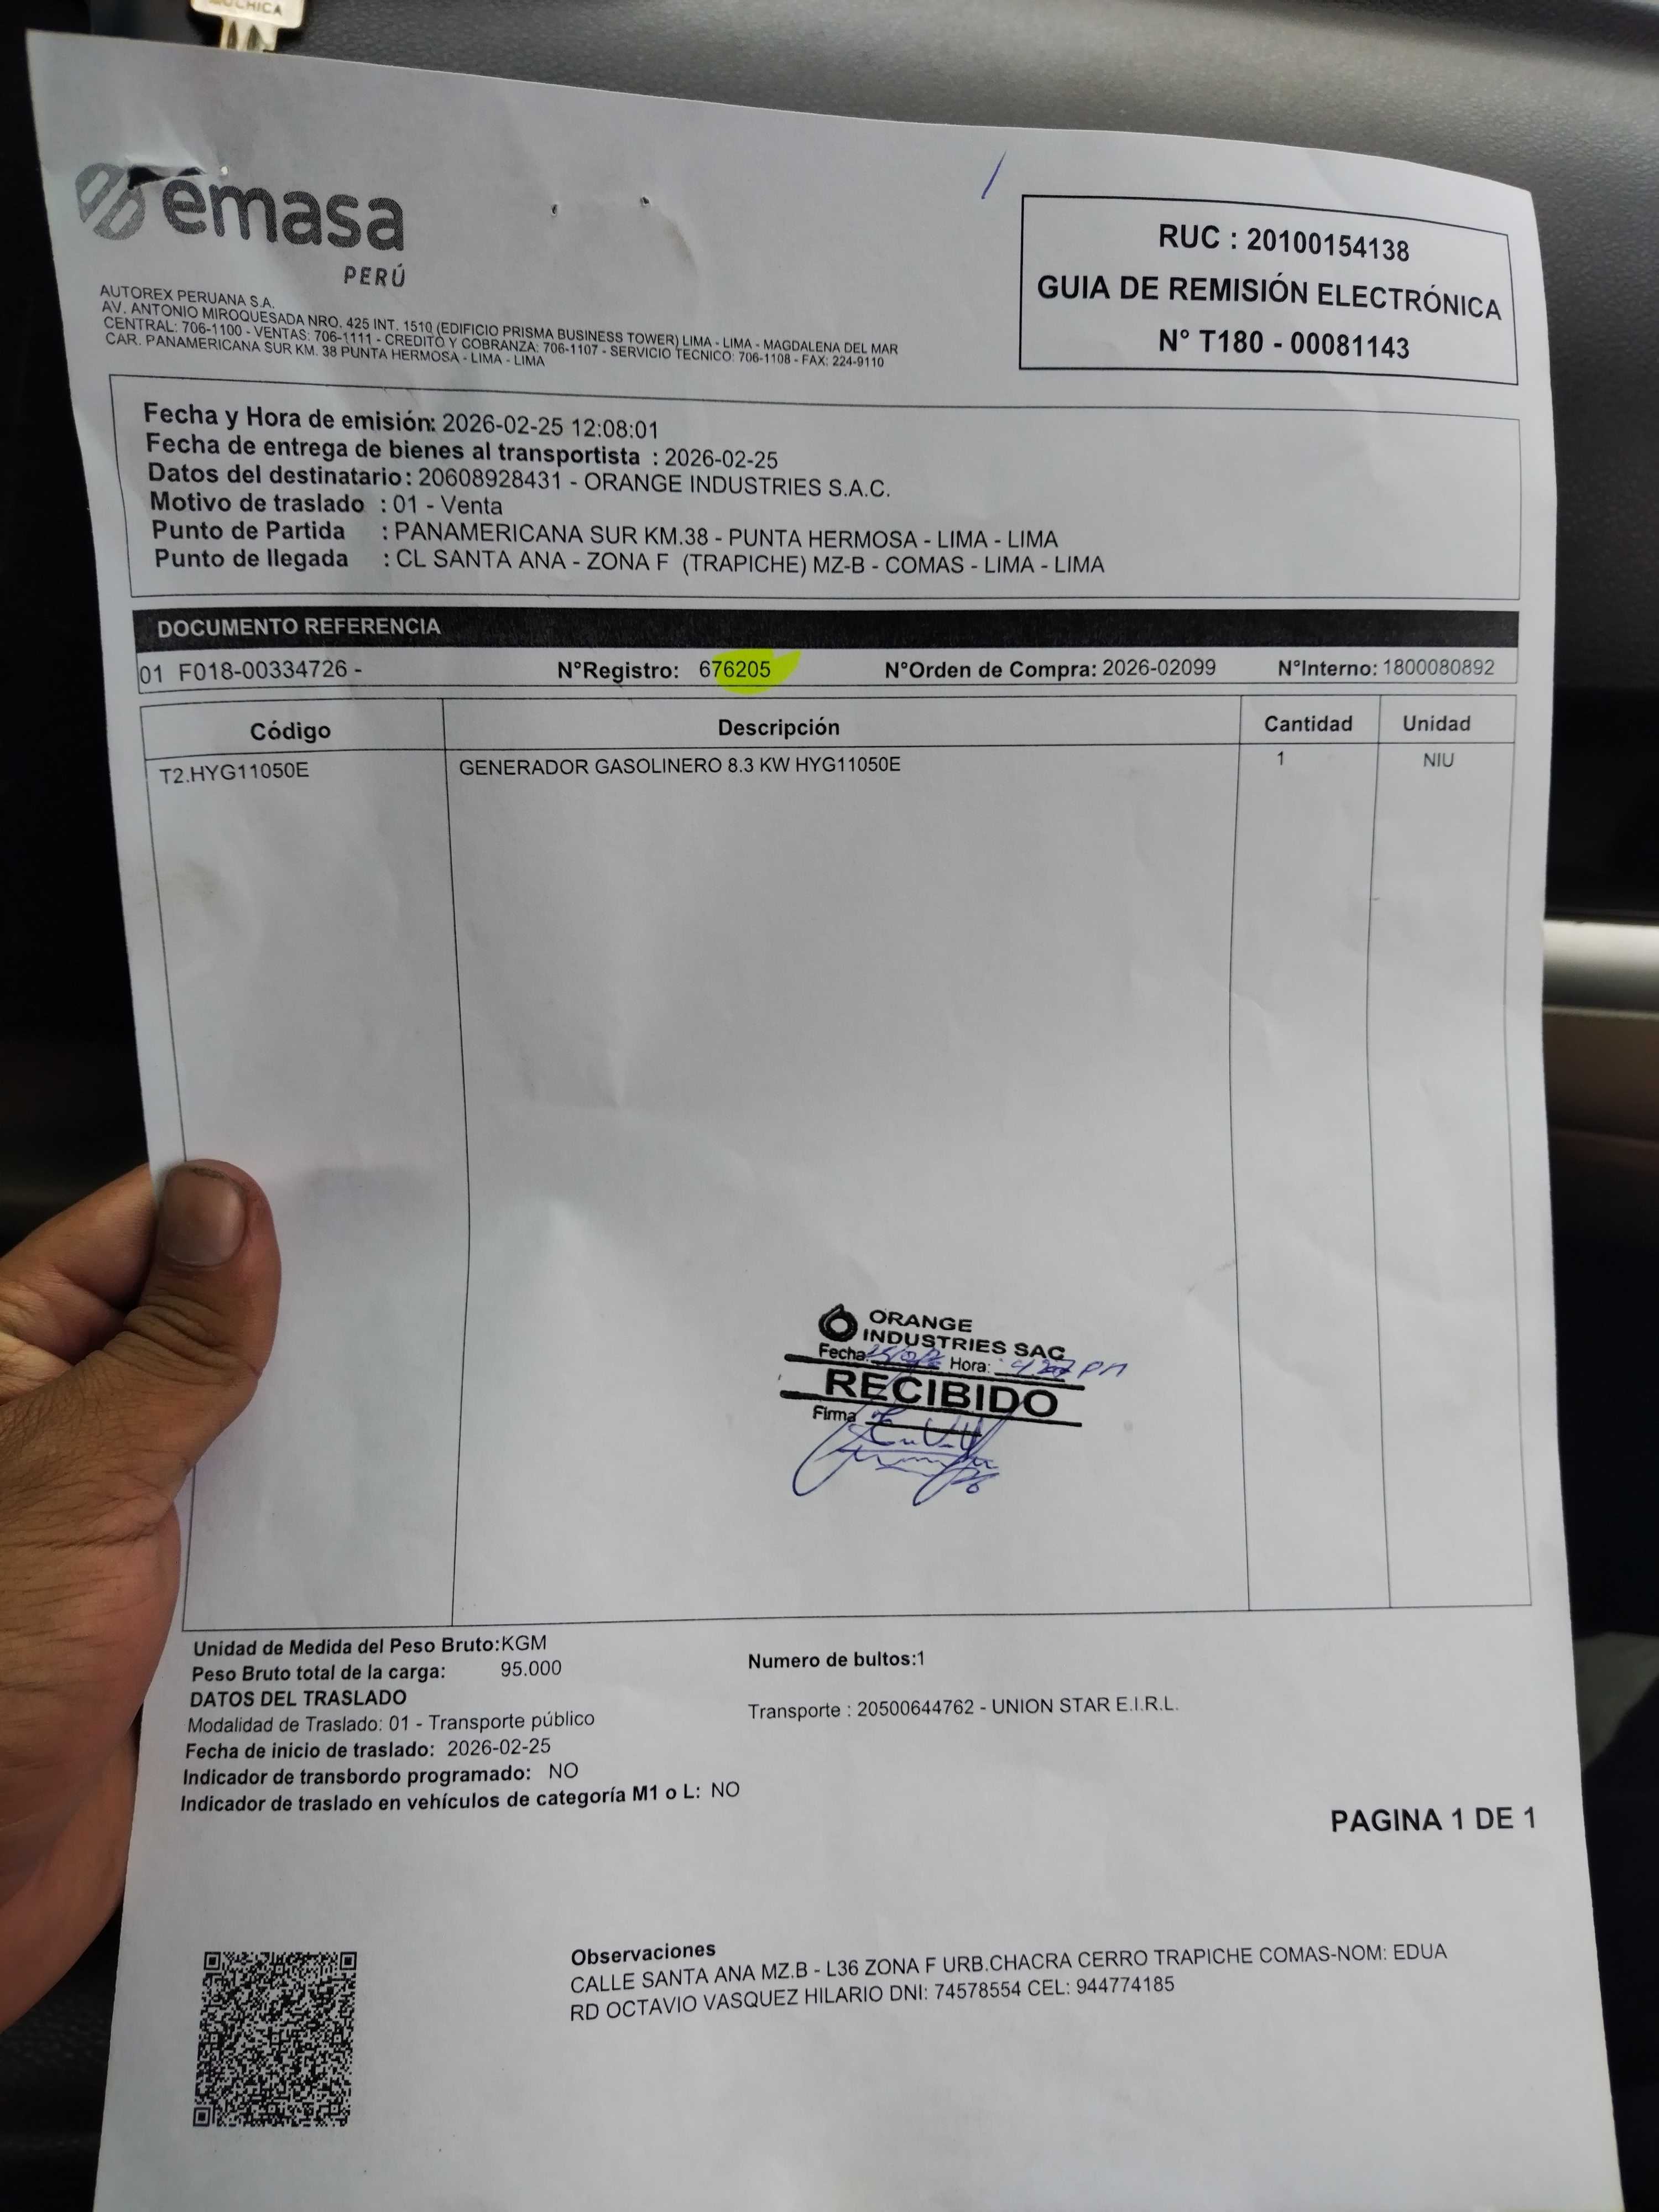 emasa
PERÚ
AUTOREX PERUANA S.A.
AV. ANTONIO MIROQUESADA NRO. 425 INT. 1510 (EDIFICIO PRISMA BUSINESS TOWER) LIMA - LIMA - MAGDALENA DEL MAR
CENTRAL: 706-1100 - VENTAS: 706-1111 - CREDITO Y COBRANZA: 706-1107 - SERVICIO TECNICO: 706-1108 - FAX: 224-9110
CAR. PANAMERICANA SUR KM. 38 PUNTA HERMOSA - LIMA - LIMA
RUC : 20100154138
GUIA DE REMISIÓN ELECTRÓNICA
N° T180 - 00081143
Fecha y Hora de emisión: 2026-02-25 12:08:01
Fecha de entrega de bienes al transportista : 2026-02-25
Datos del destinatario: 20608928431 - ORANGE INDUSTRIES S.A.C.
Motivo de traslado : 01 - Venta
Punto de Partida : PANAMERICANA SUR KM.38 - PUNTA HERMOSA - LIMA - LIMA
Punto de llegada : CL SANTA ANA - ZONA F (TRAPICHE) MZ-B - COMAS - LIMA - LIMA
DOCUMENTO REFERENCIA
01 F018-00334726 - N°Registro: 676205 N°Orden de Compra: 2026-02099 N°Interno: 1800080892
Código Descripción Cantidad Unidad
T2.HYG11050E GENERADOR GASOLINERO 8.3 KW HYG11050E 1 NIU
ORANGE
INDUSTRIES SAC
Fecha Hora: PM
RECIBIDO
Firma
Unidad de Medida del Peso Bruto:KGM
Peso Bruto total de la carga: 95.000
Numero de bultos:1
DATOS DEL TRASLADO
Modalidad de Traslado: 01 - Transporte público
Transporte : 20500644762 - UNION STAR E.I.R.L.
Fecha de inicio de traslado: 2026-02-25
Indicador de transbordo programado: NO
Indicador de traslado en vehículos de categoría M1 o L: NO
PAGINA 1 DE 1
Observaciones
CALLE SANTA ANA MZ.B - L36 ZONA F URB.CHACRA CERRO TRAPICHE COMAS-NOM: EDUA
RD OCTAVIO VASQUEZ HILARIO DNI: 74578554 CEL: 944774185